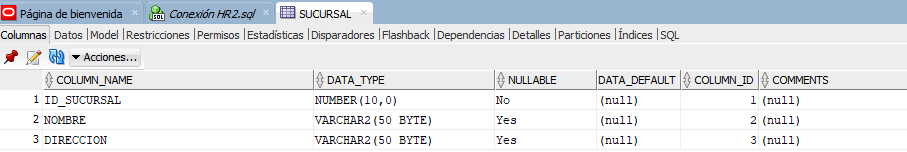 Página de bienvenida Conexión HR2.sql SUCURSAL
Columnas Datos Model Restricciones Permisos Estadísticas Disparadores Flashback Dependencias Detalles Particiones Índices SQL
Acciones...
COLUMN_NAME DATA_TYPE NULLABLE DATA_DEFAULT COLUMN_ID COMMENTS
1 ID_SUCURSAL NUMBER(10,0) No (null) 1 (null)
2 NOMBRE VARCHAR2(50 BYTE) Yes (null) 2 (null)
3 DIRECCION VARCHAR2(50 BYTE) Yes (null) 3 (null)